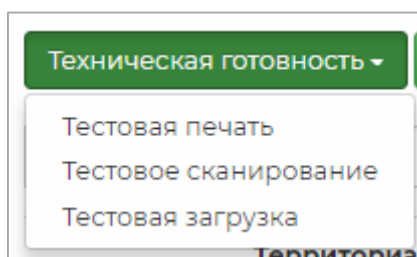 Техническая готовность
Тестовая печать
Тестовое сканирование
Тестовая загрузка